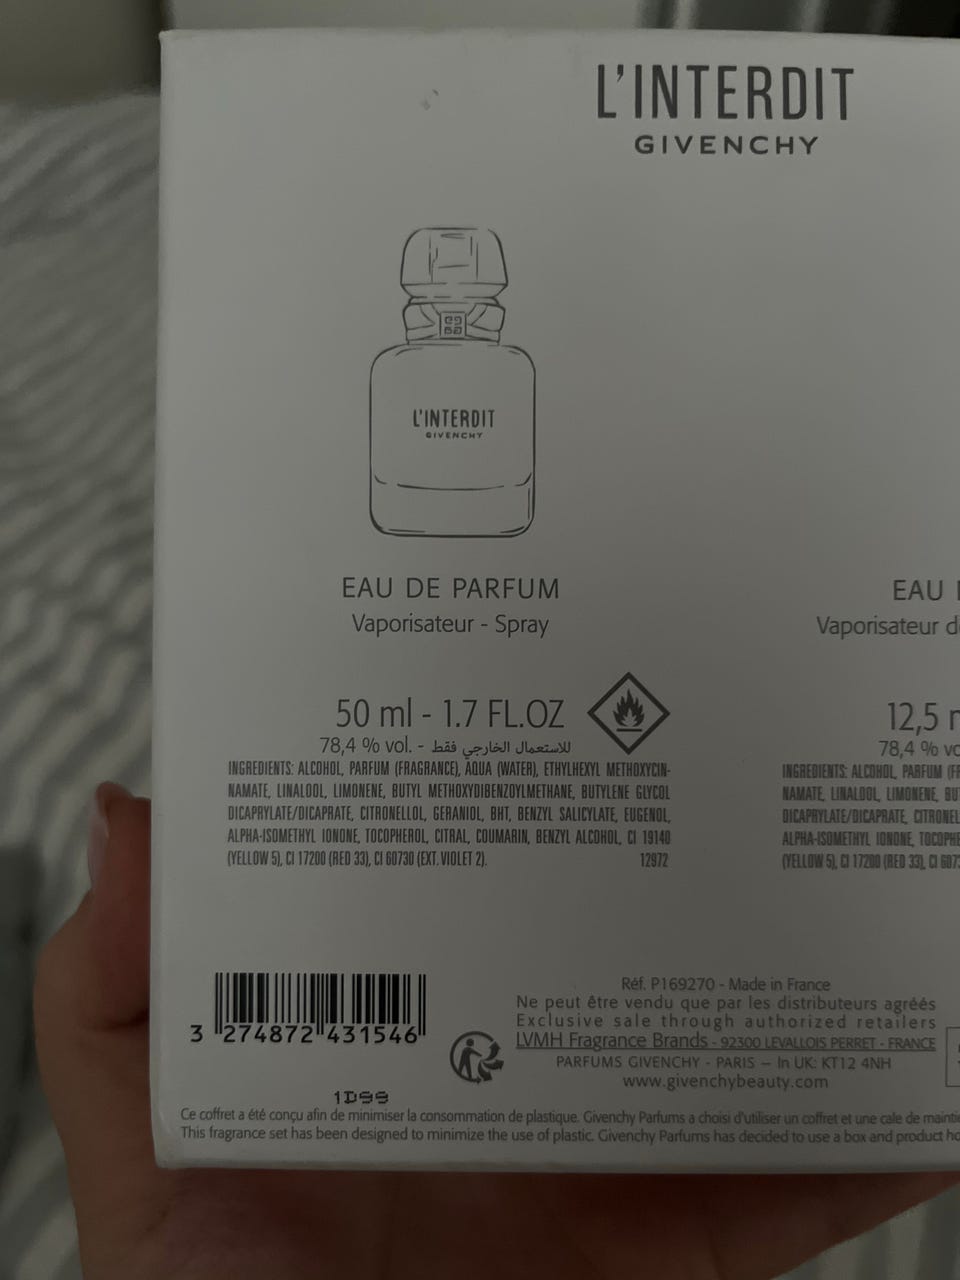 L'INTERDIT
GIVENCHY
L'INTERDIT
GIVENCHY
EAU DE PARFUM
Vaporisateur - Spray
50 ml - 1.7 FL.OZ
78,4 % vol. - للاستعمال الخارجي فقط
INGREDIENTS: ALCOHOL, PARFUM (FRAGRANCE), AQUA (WATER), ETHYLHEXYL METHOXYCIN-
NAMATE, LINALOOL, LIMONENE, BUTYL METHOXYDIBENZOYLMETHANE, BUTYLENE GLYCOL
DICAPRYLATE/DICAPRATE, CITRONELLOL, GERANIOL, BHT, BENZYL SALICYLATE, EUGENOL,
ALPHA-ISOMETHYL IONONE, TOCOPHEROL, CITRAL, COUMARIN, BENZYL ALCOHOL, CI 19140
(YELLOW 5), CI 17200 (RED 33), CI 60730 (EXT. VIOLET 2). 12972
EAU
Vaporisateur
12,5
78,4 %
INGREDIENTS: ALCOHOL, PARFUM
NAMATE, LINALOOL, LIMONENE,
DICAPRYLATE/DICAPRATE,
ALPHA-ISOMETHYL IONONE,
(YELLOW 5), CI 17200 (RED 33), CI
3 274872 431546
1D99
Réf. P169270 - Made in France
Ne peut être vendu que par les distributeurs agréés
Exclusive sale through authorized retailers
LVMH Fragrance Brands - 92300 LEVALLOIS PERRET - FRANCE
PARFUMS GIVENCHY - PARIS – In UK: KT12 4NH
www.givenchybeauty.com
Ce coffret a été conçu afin de minimiser la consommation de plastique. Givenchy Parfums a choisi d'utiliser un coffret et une cale de
This fragrance set has been designed to minimize the use of plastic. Givenchy Parfums has decided to use a box and product